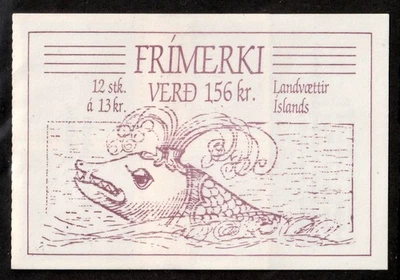 FRÍMERKI
12 stk.
á 13 kr.
VERÐ 156 kr.
Landvættir
Íslands